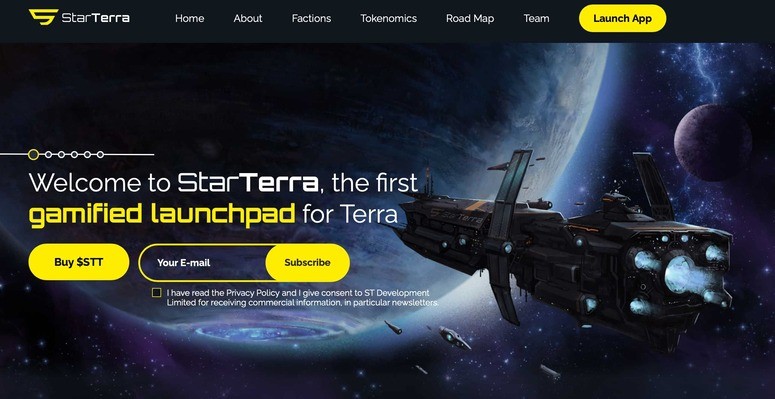 StarTerra
Home About Factions Tokenomics Road Map Team Launch App
Welcome to StarTerra, the first
gamified launchpad for Terra
Buy $STT Your E-mail Subscribe
I have read the Privacy Policy and I give consent to ST Development
Limited for receiving commercial information, in particular newsletters.